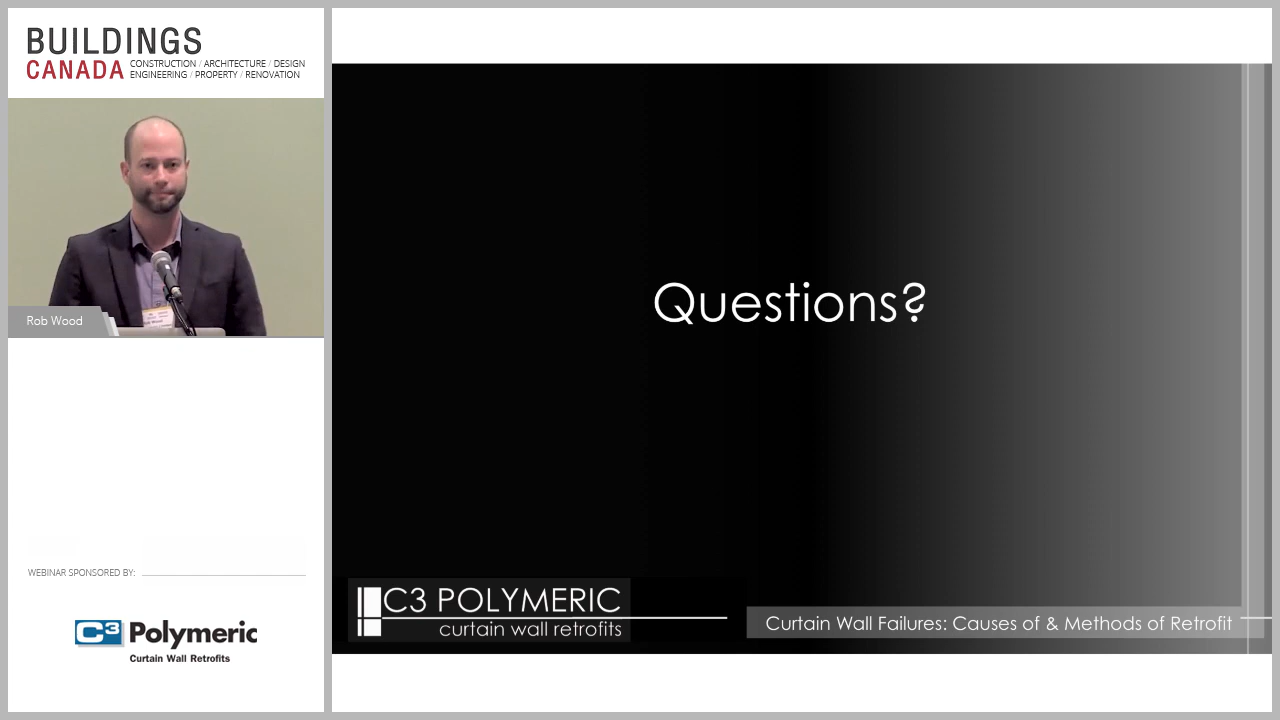 BUILDINGS
CANADA
CONSTRUCTION / ARCHITECTURE / DESIGN
ENGINEERING / PROPERTY / RENOVATION
Rob Wood
WEBINAR SPONSORED BY:
C3 Polymeric
Curtain Wall Retrofits
Questions?
C3 POLYMERIC
curtain wall retrofits
Curtain Wall Failures: Causes of & Methods of Retrofit